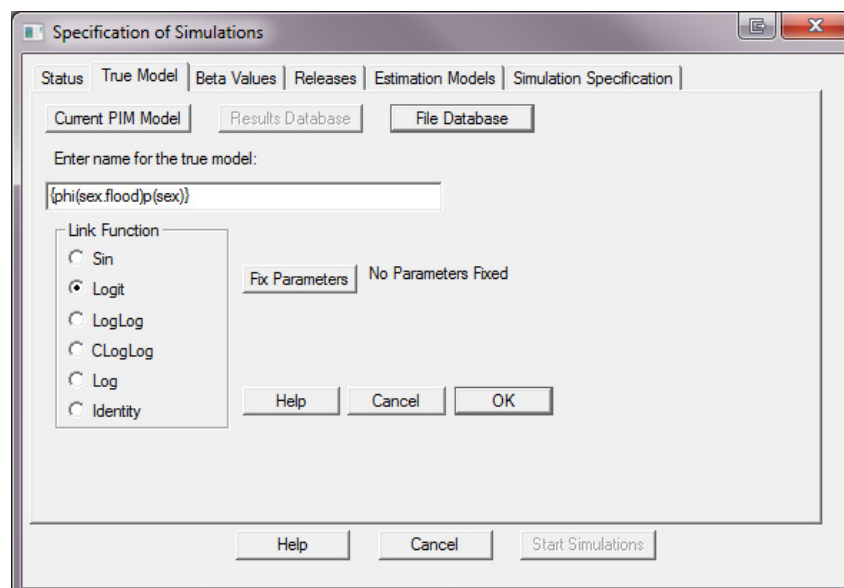 Specification of Simulations
Status True Model Beta Values Releases Estimation Models Simulation Specification
Current PIM Model Results Database File Database
Enter name for the true model:
{phi(sex.flood)p(sex)}
Link Function
Sin
Logit
Fix Parameters No Parameters Fixed
LogLog
CLogLog
Log
Identity
Help Cancel OK
Help Cancel Start Simulations